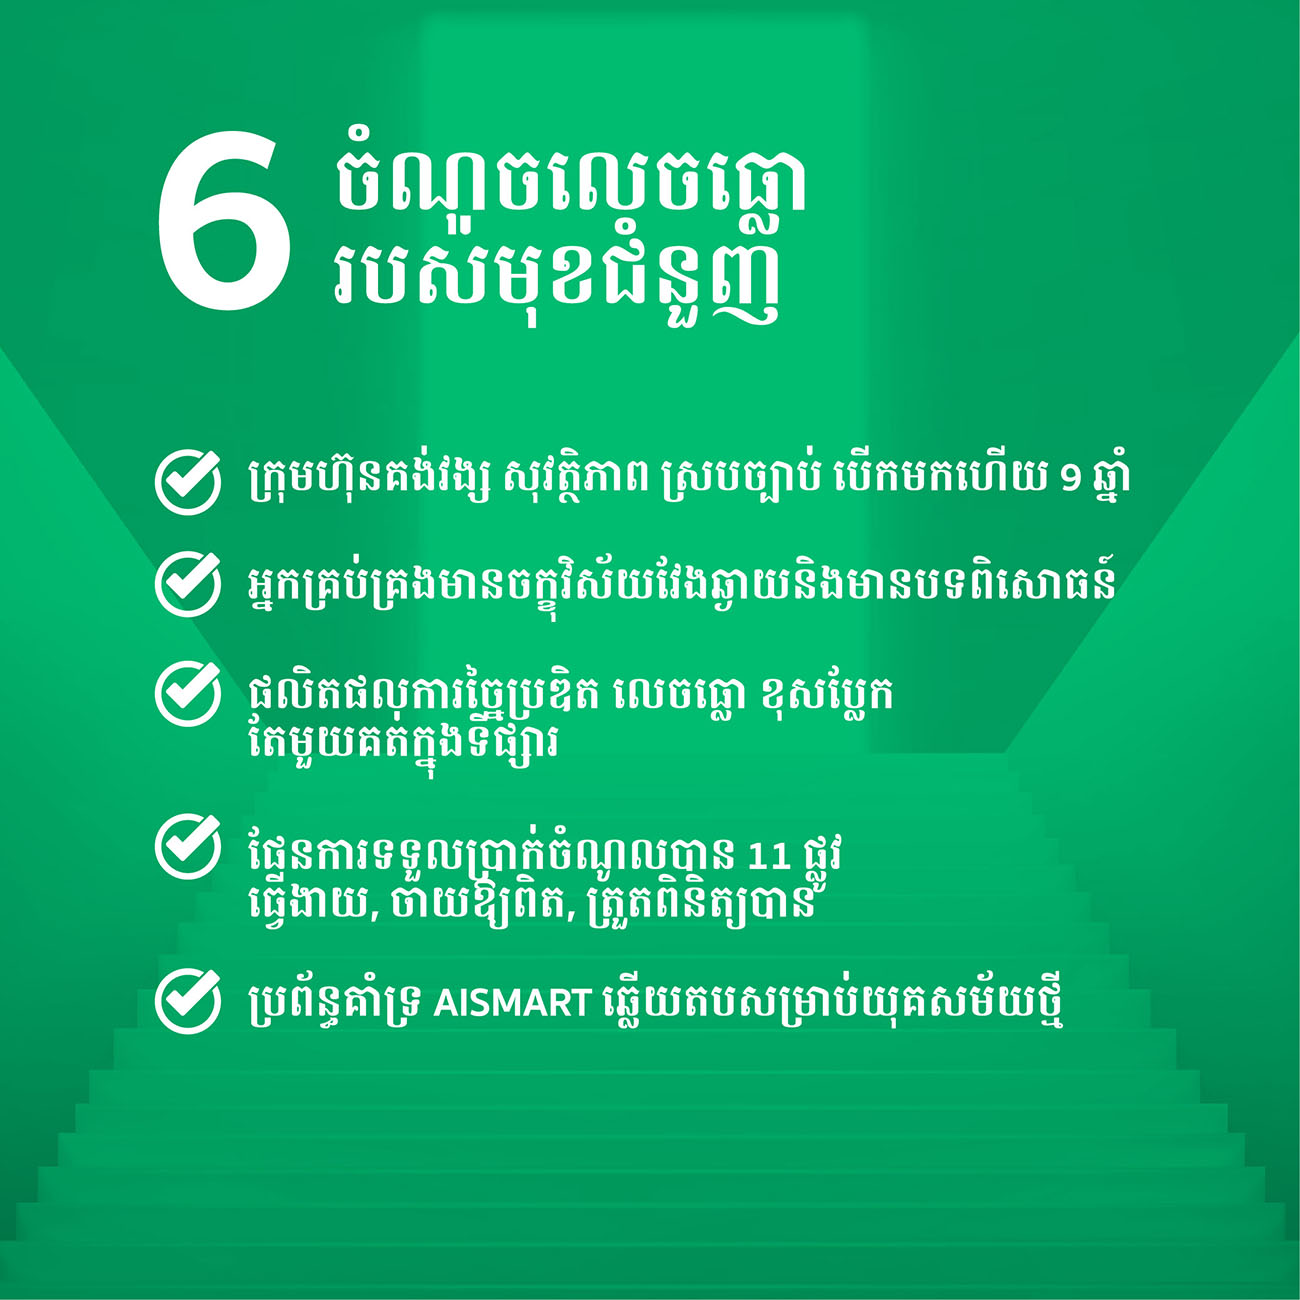 6 ចំណុចលេចធ្លោ
របស់មុខជំនួញ
ក្រុមហ៊ុនគង់វង្ស សុវត្ថិភាព ស្របច្បាប់ បើកមកហើយ 9 ឆ្នាំ
អ្នកគ្រប់គ្រងមានចក្ខុវិស័យវែងឆ្ងាយនិងមានបទពិសោធន៍
ផលិតផលការច្នៃប្រឌិត លេចធ្លោ ខុសប្លែក
តែមួយគត់ក្នុងទីផ្សារ
ផែនការទទួលប្រាក់ចំណូលបាន 11 ផ្លូវ
ធ្វើងាយ, ចាយឱ្យពិត, ត្រួតពិនិត្យបាន
ប្រព័ន្ធគាំទ្រ AISMART ឆ្លើយតបសម្រាប់យុគសម័យថ្មី